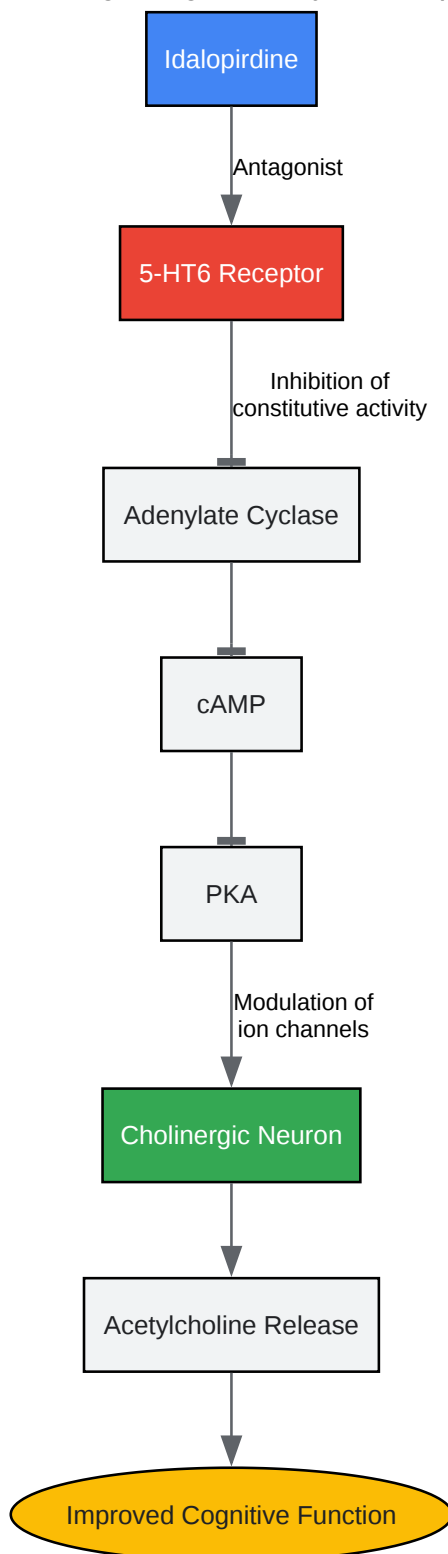 Idalopirdine
Antagonist
5-HT6 Receptor
Inhibition of
constitutive activity
Adenylate Cyclase
cAMP
PKA
Modulation of
ion channels
Cholinergic Neuron
Acetylcholine Release
Improved Cognitive Function